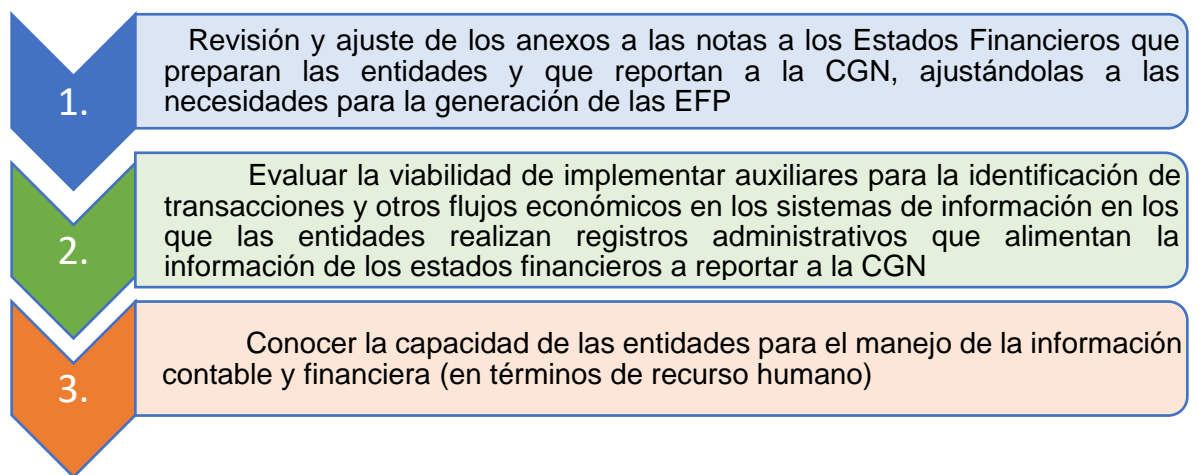 1.
Revisión y ajuste de los anexos a las notas a los Estados Financieros que
preparan las entidades y que reportan a la CGN, ajustándolas a las
necesidades para la generación de las EFP
2.
Evaluar la viabilidad de implementar auxiliares para la identificación de
transacciones y otros flujos económicos en los sistemas de información en los
que las entidades realizan registros administrativos que alimentan la
información de los estados financieros a reportar a la CGN
3.
Conocer la capacidad de las entidades para el manejo de la información
contable y financiera (en términos de recurso humano)